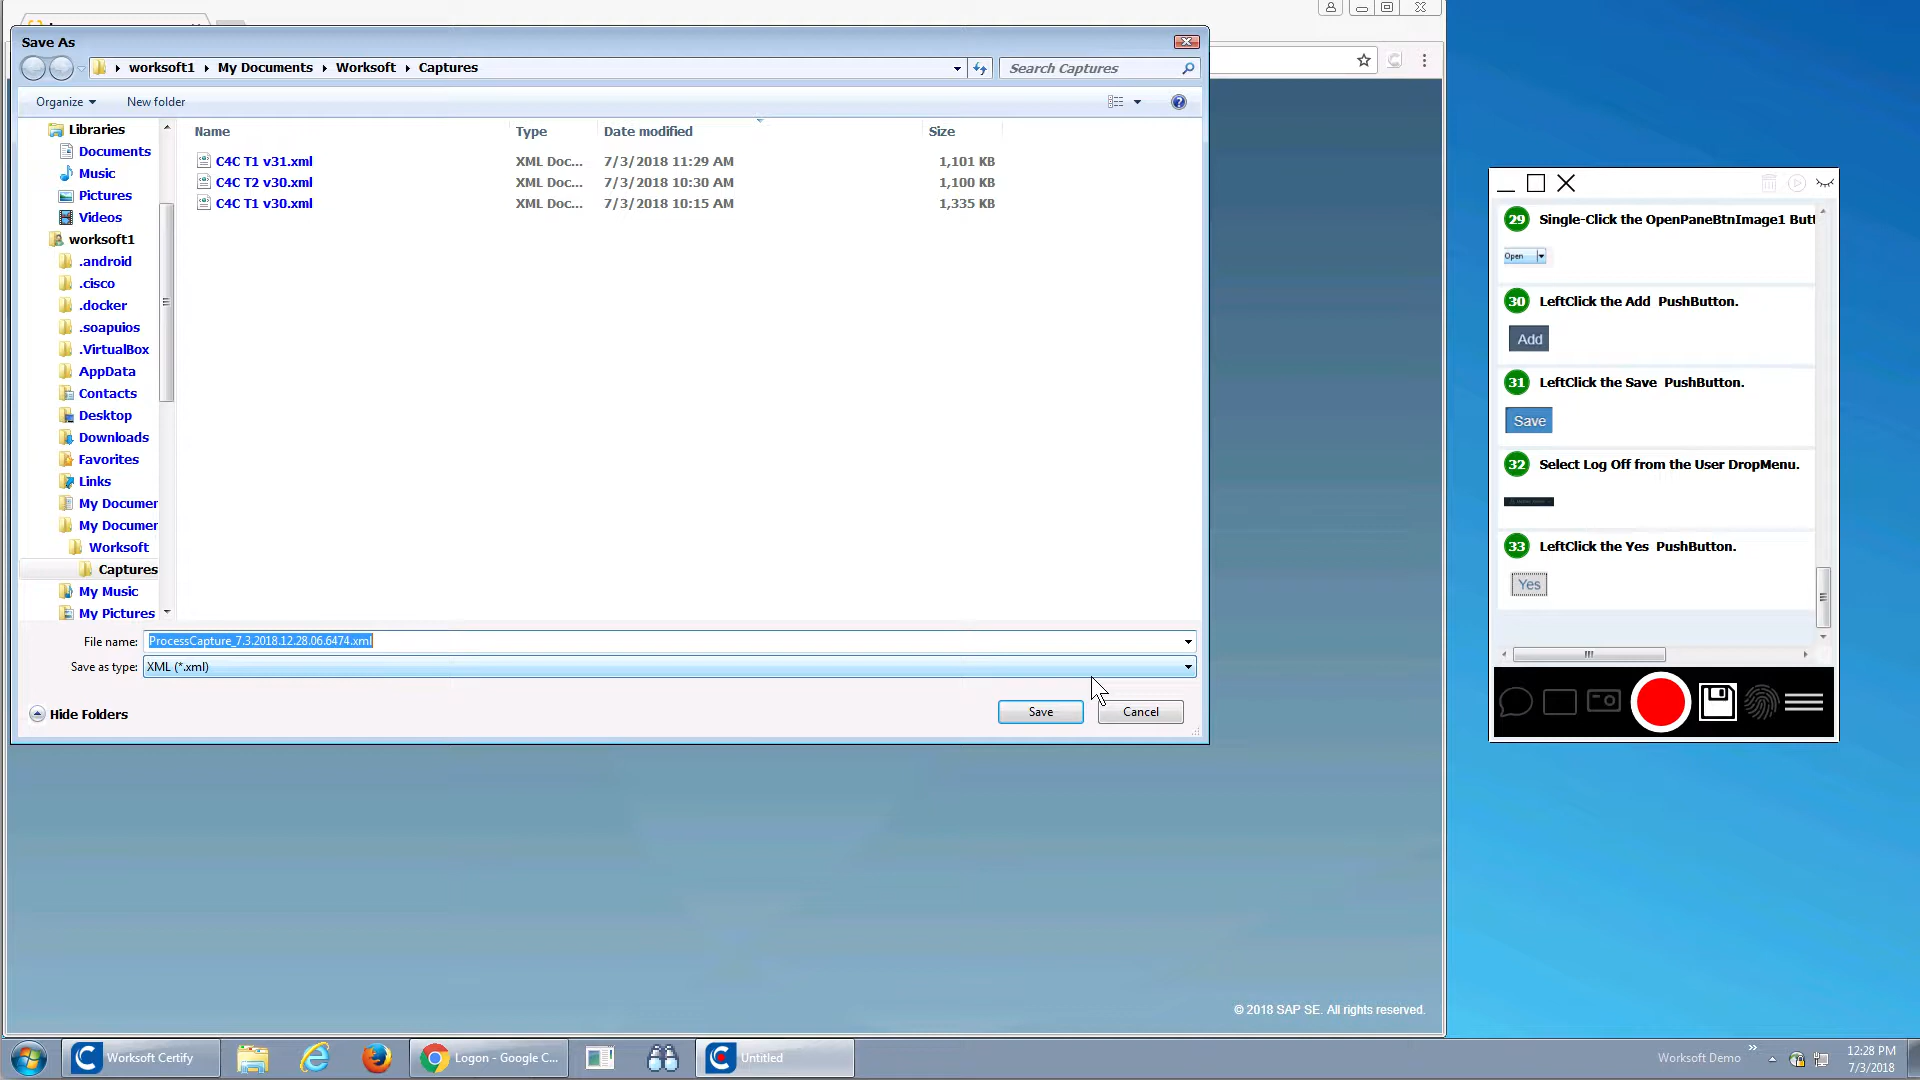 Save As
worksoft1 My Documents Worksoft Captures
Search Captures
Organize New folder
Libraries
Documents
Music
Pictures
Videos
worksoft1
.android
.cisco
.docker
.soapuios
.VirtualBox
AppData
Contacts
Desktop
Downloads
Favorites
Links
My Documer
My Documer
Worksoft
Captures
My Music
My Pictures
Name Type Date modified Size
C4C T1 v31.xml XML Doc... 7/3/2018 11:29 AM 1,101 KB
C4C T2 v30.xml XML Doc... 7/3/2018 10:30 AM 1,100 KB
C4C T1 v30.xml XML Doc... 7/3/2018 10:15 AM 1,335 KB
File name: ProcessCapture_7.3.2018.12.28.06.6474.xml
Save as type: XML (*.xml)
Hide Folders
Save Cancel
29 Single-Click the OpenPaneBtnImage1 Butt
Open
30 LeftClick the Add PushButton.
Add
31 LeftClick the Save PushButton.
Save
32 Select Log Off from the User DropMenu.
33 LeftClick the Yes PushButton.
Yes
© 2018 SAP SE. All rights reserved.
Worksoft Certify
Logon - Google C...
Untitled
Worksoft Demo
12:28 PM
7/3/2018